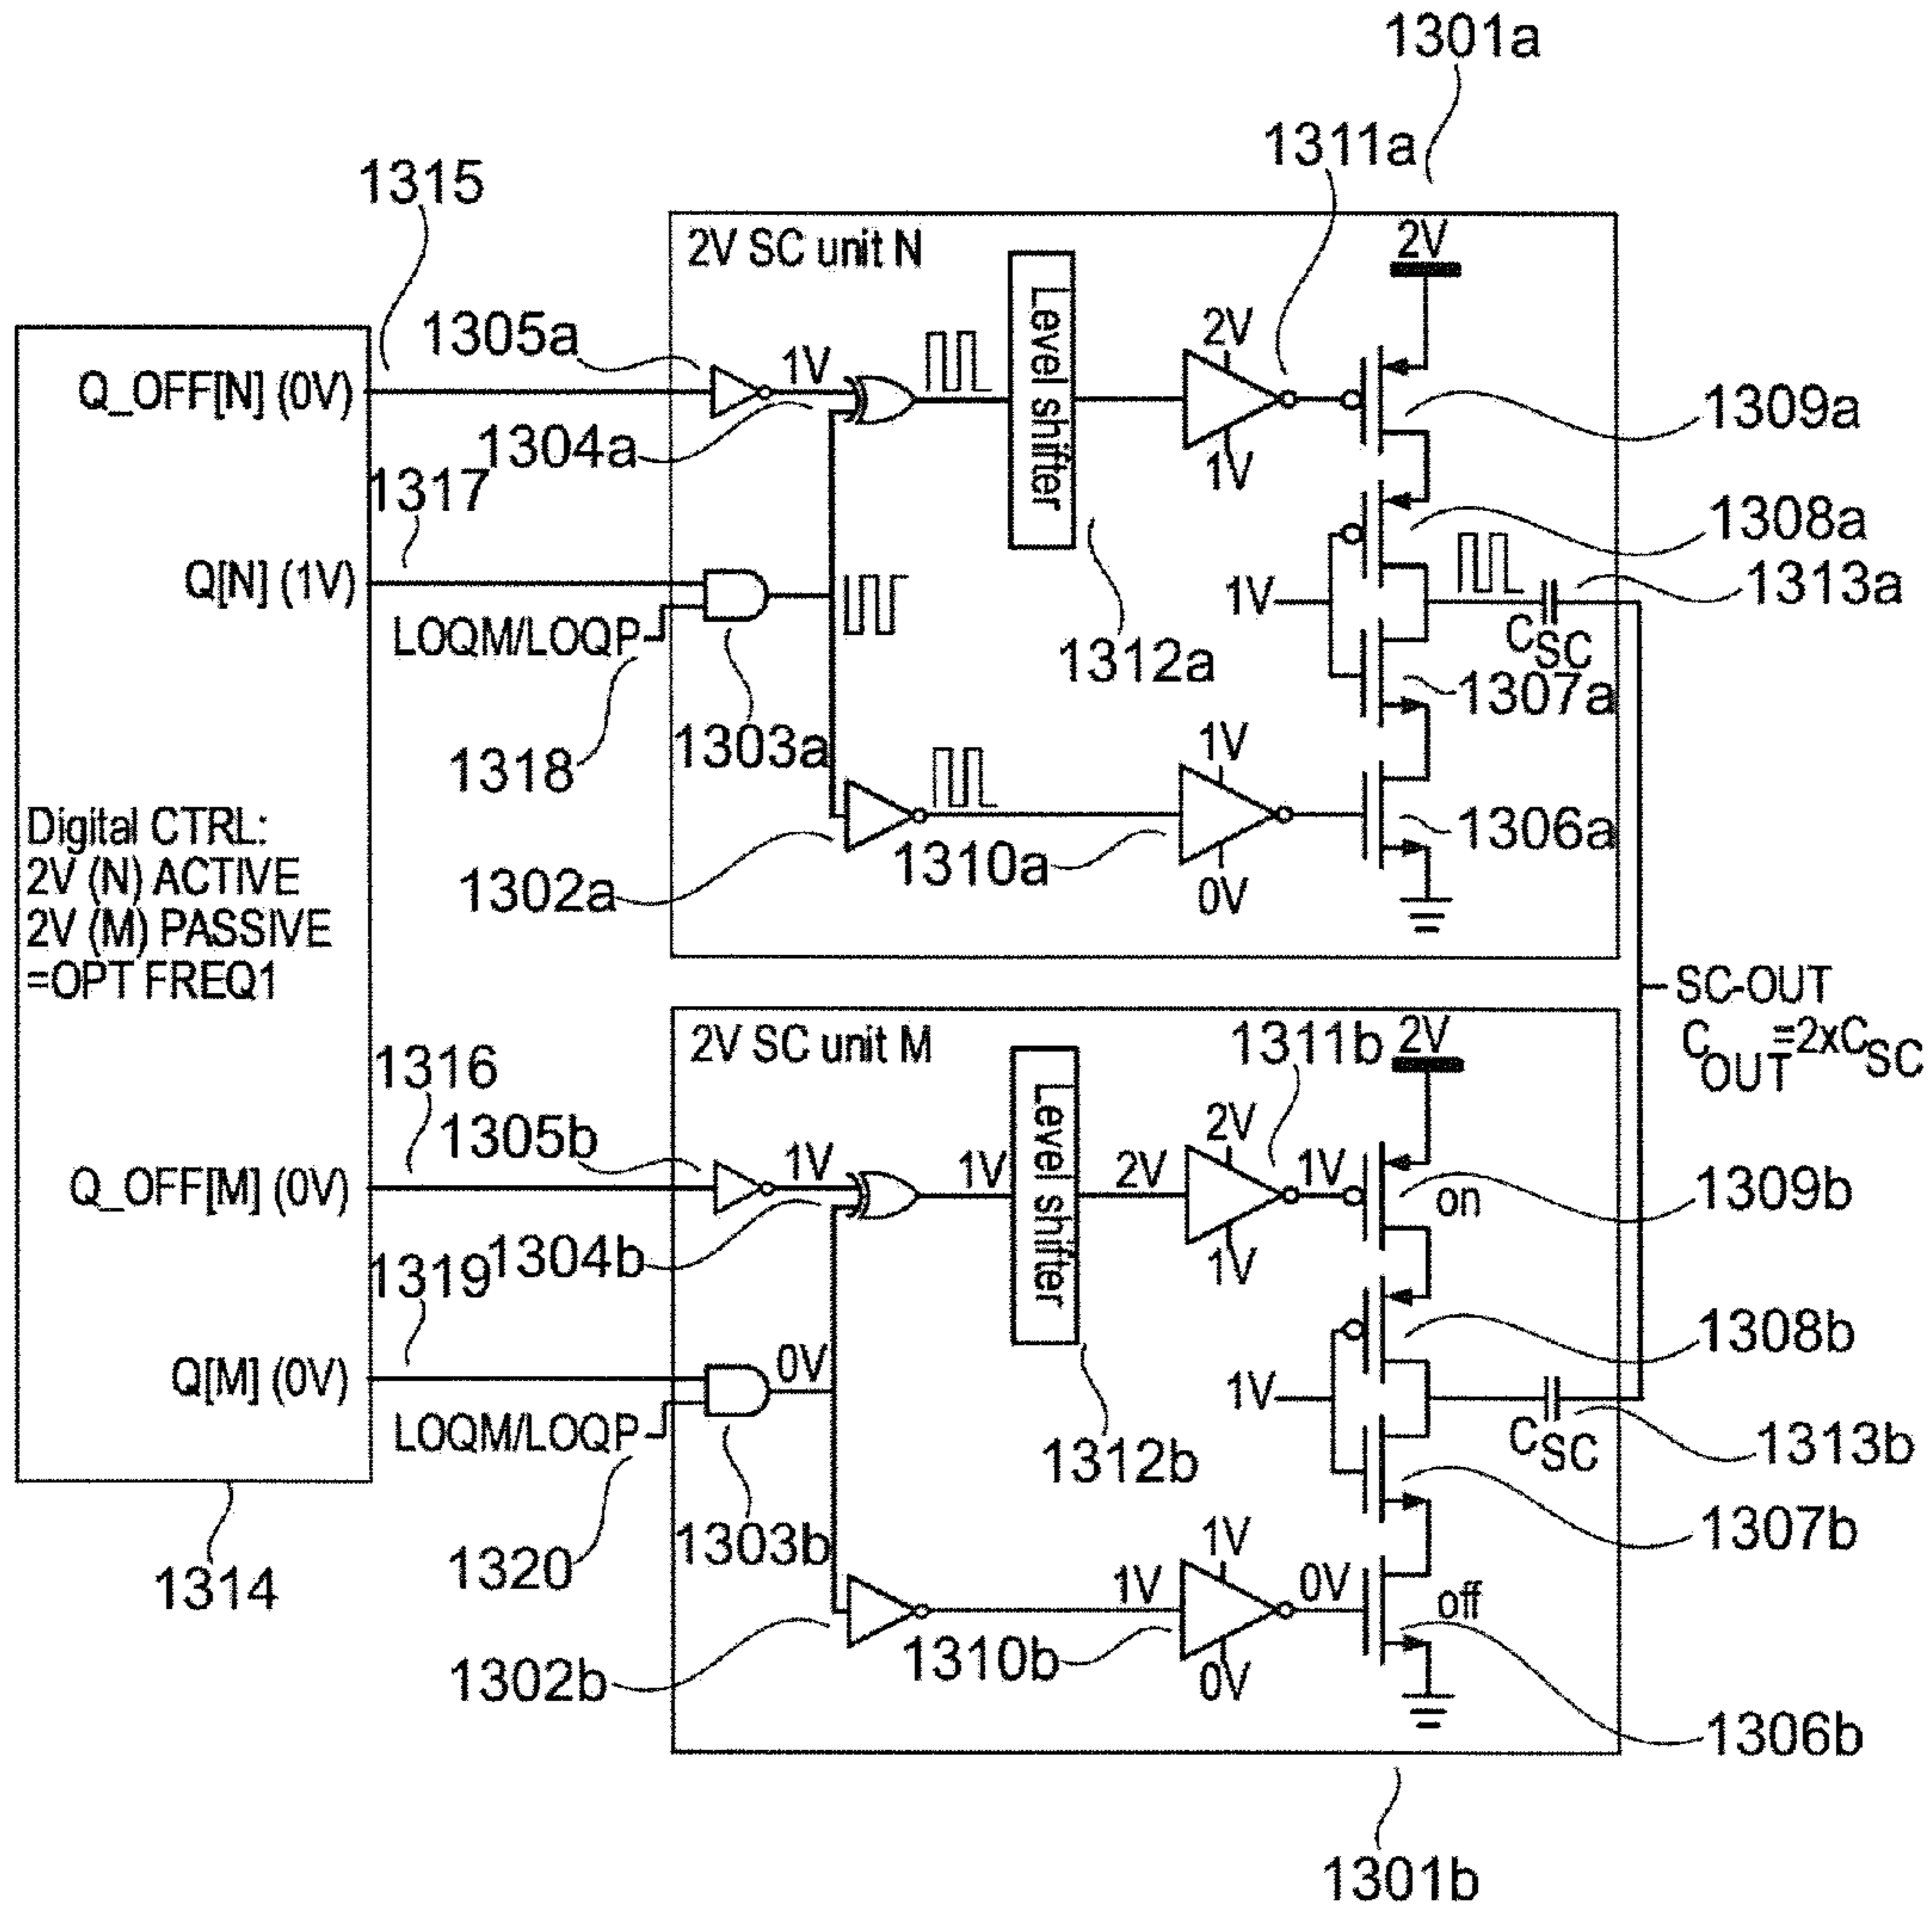 1301a
1311a
1315
2V SC unit N
2V
1305a
1V
Level shifter
2V
Q_OFF[N] (0V)
1309a
1304a
1V
1317
1308a
Q[N] (1V)
1V
1313a
LOQM/LOQP
CSC
1312a
1307a
1318
1303a
1V
Digital CTRL:
2V (N) ACTIVE
2V (M) PASSIVE
=OPT FREQ1
1306a
1302a
1310a
0V
SC-OUT
COUT=2xCSC
2V SC unit M
1311b
2V
1316
1305b
1V
1V
Level shifter
2V
2V
1V
Q_OFF[M] (0V)
on
1309b
1304b
1V
1319
1308b
Q[M] (0V)
0V
1V
LOQM/LOQP
CSC
1313b
1312b
1307b
1320
1303b
1V
1V
0V
off
1314
1302b
1310b
0V
1306b
1301b